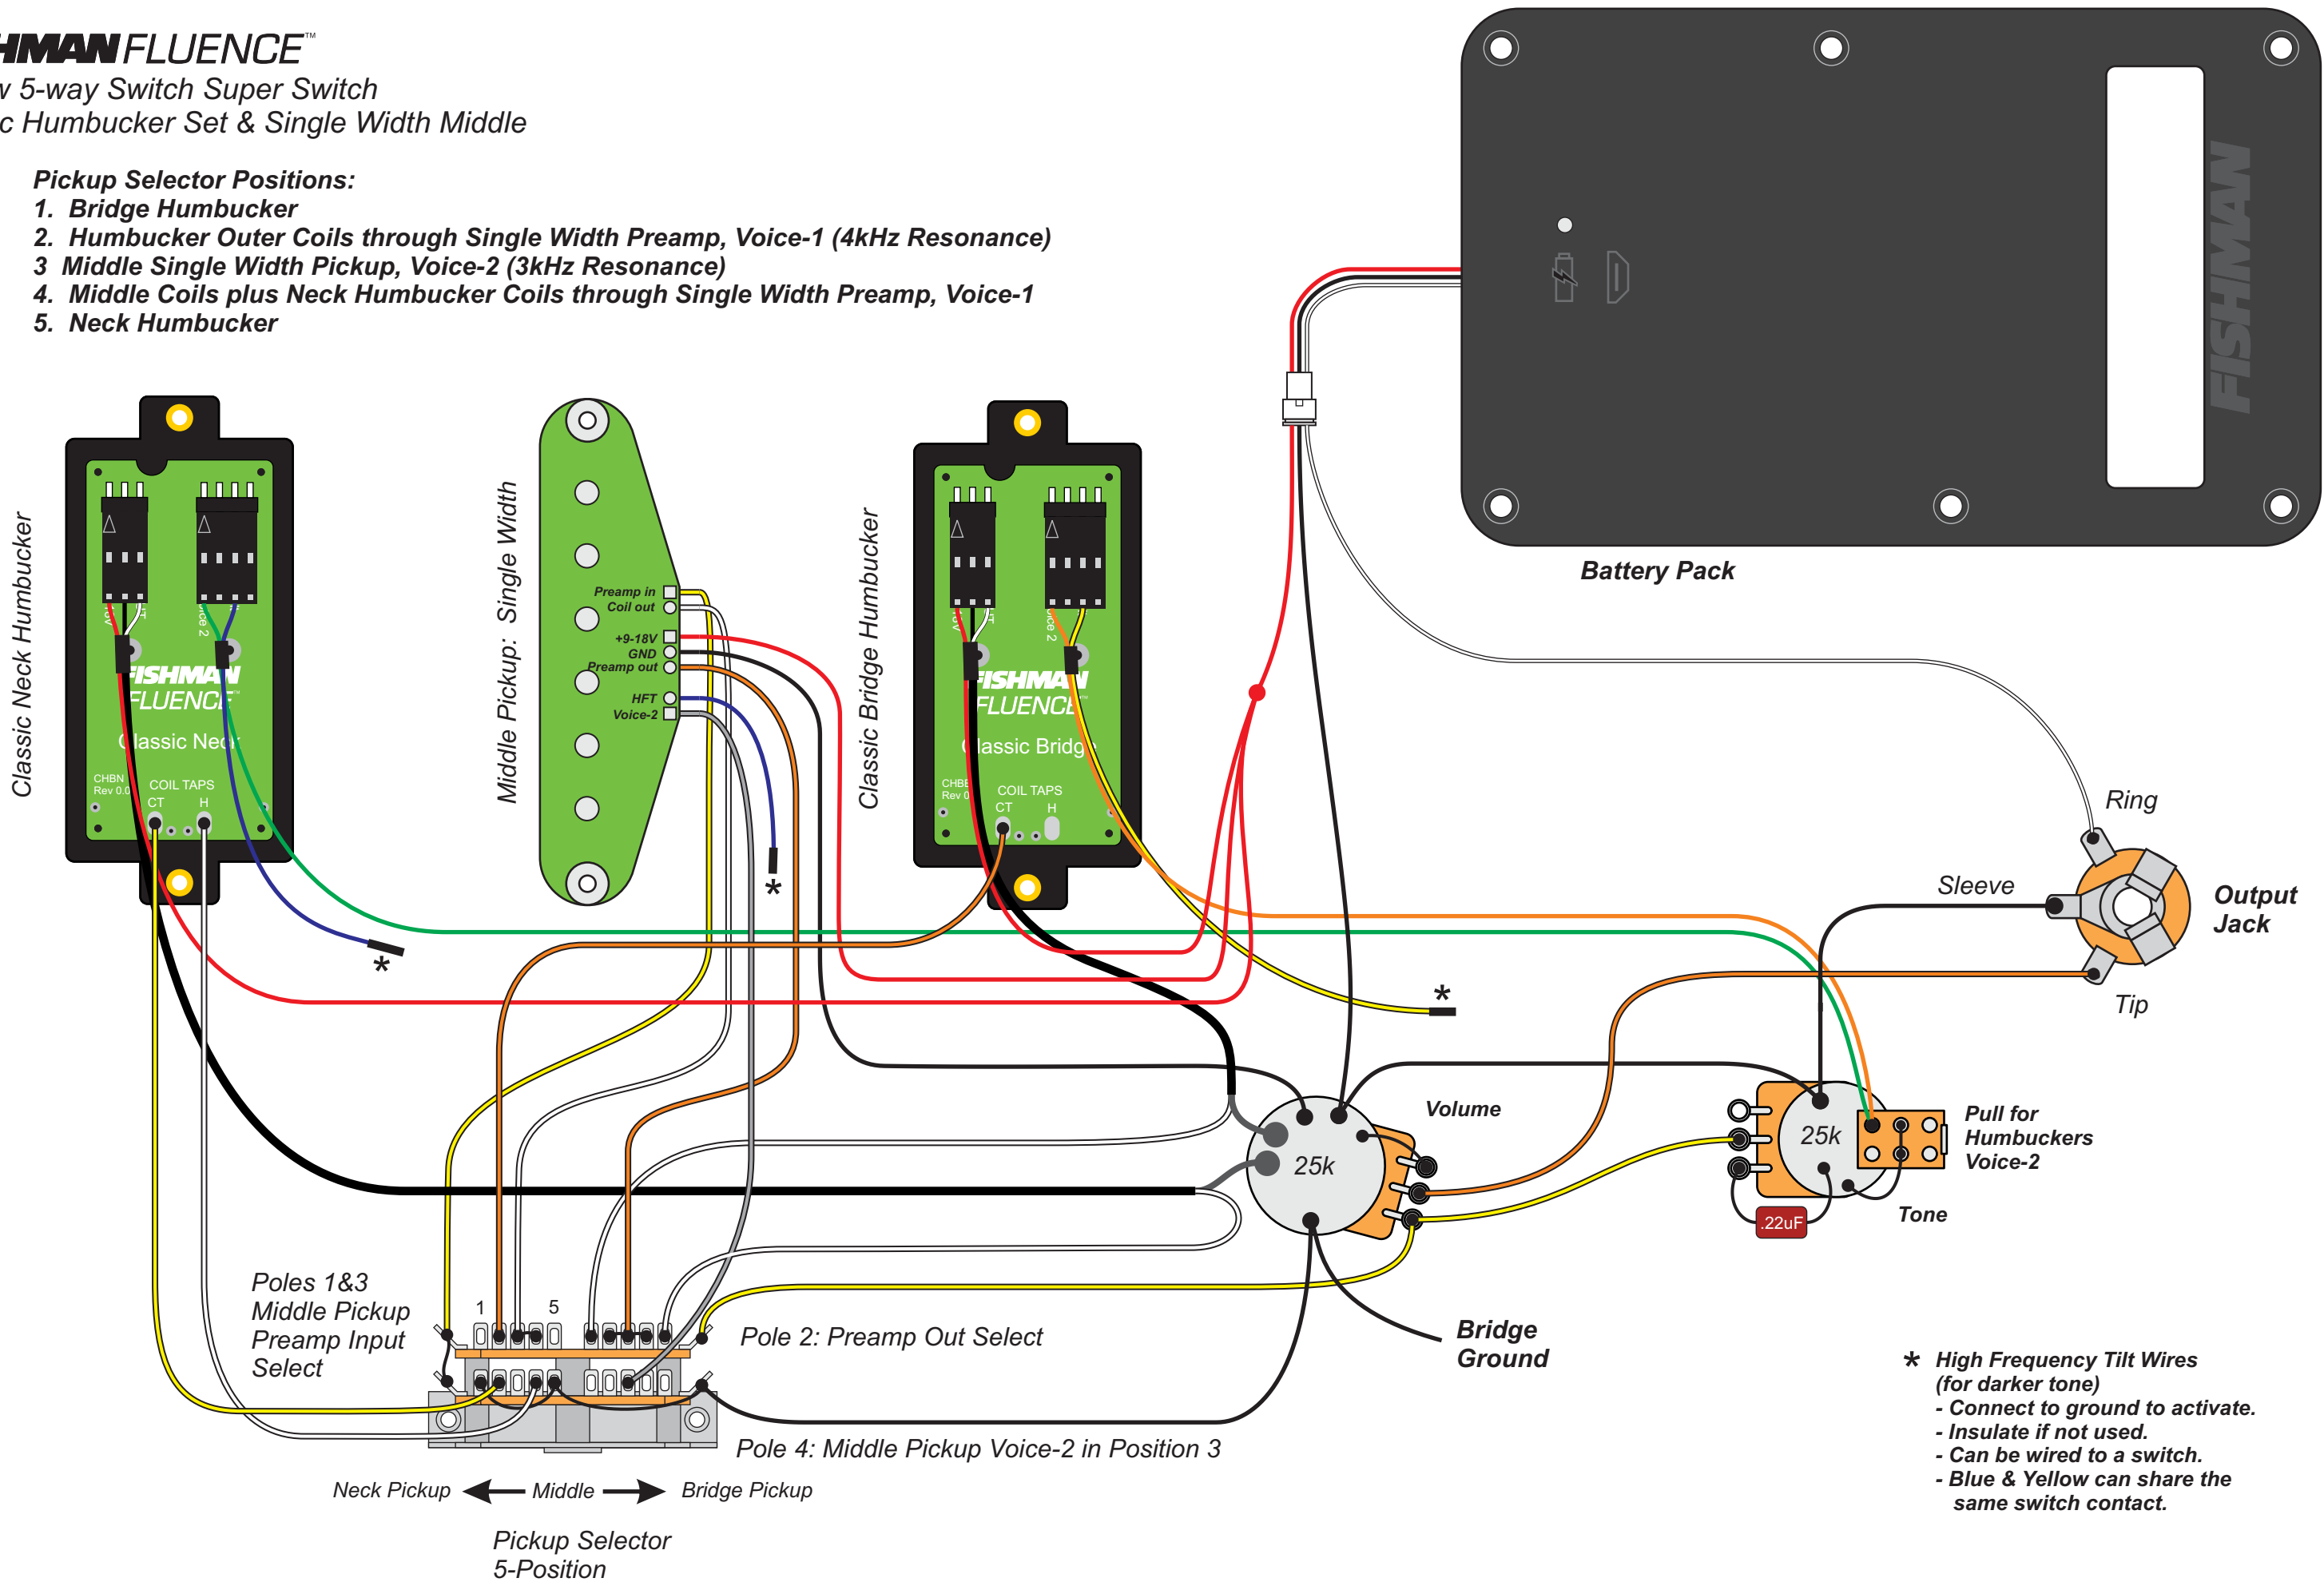 HMAN FLUENCE™
5-way Switch Super Switch
Humbucker Set & Single Width Middle
Pickup Selector Positions:
1. Bridge Humbucker
2. Humbucker Outer Coils through Single Width Preamp, Voice-1 (4kHz Resonance)
3 Middle Single Width Pickup, Voice-2 (3kHz Resonance)
4. Middle Coils plus Neck Humbucker Coils through Single Width Preamp, Voice-1
5. Neck Humbucker
FISHMAN
Battery Pack
Classic Neck Humbucker
FISHMAN
FLUENCE™
Classic Neck
CHBN
Rev 0.0
COIL TAPS
CT
H
Middle Pickup: Single Width
Preamp in
Coil out
+9-18V
GND
Preamp out
HFT
Voice-2
*
*
Classic Bridge Humbucker
FISHMAN
FLUENCE
Classic Bridge
Rev 0
COIL TAPS
CT
H
*
Ring
Sleeve
Output
Jack
Tip
Volume
25k
25k
Pull for
Humbuckers
Voice-2
.22uF
Tone
Poles 1&3
Middle Pickup
Preamp Input
Select
1
5
Pole 2: Preamp Out Select
Bridge
Ground
Pole 4: Middle Pickup Voice-2 in Position 3
Neck Pickup
Middle
Bridge Pickup
Pickup Selector
5-Position
* High Frequency Tilt Wires
(for darker tone)
- Connect to ground to activate.
- Insulate if not used.
- Can be wired to a switch.
- Blue & Yellow can share the
same switch contact.